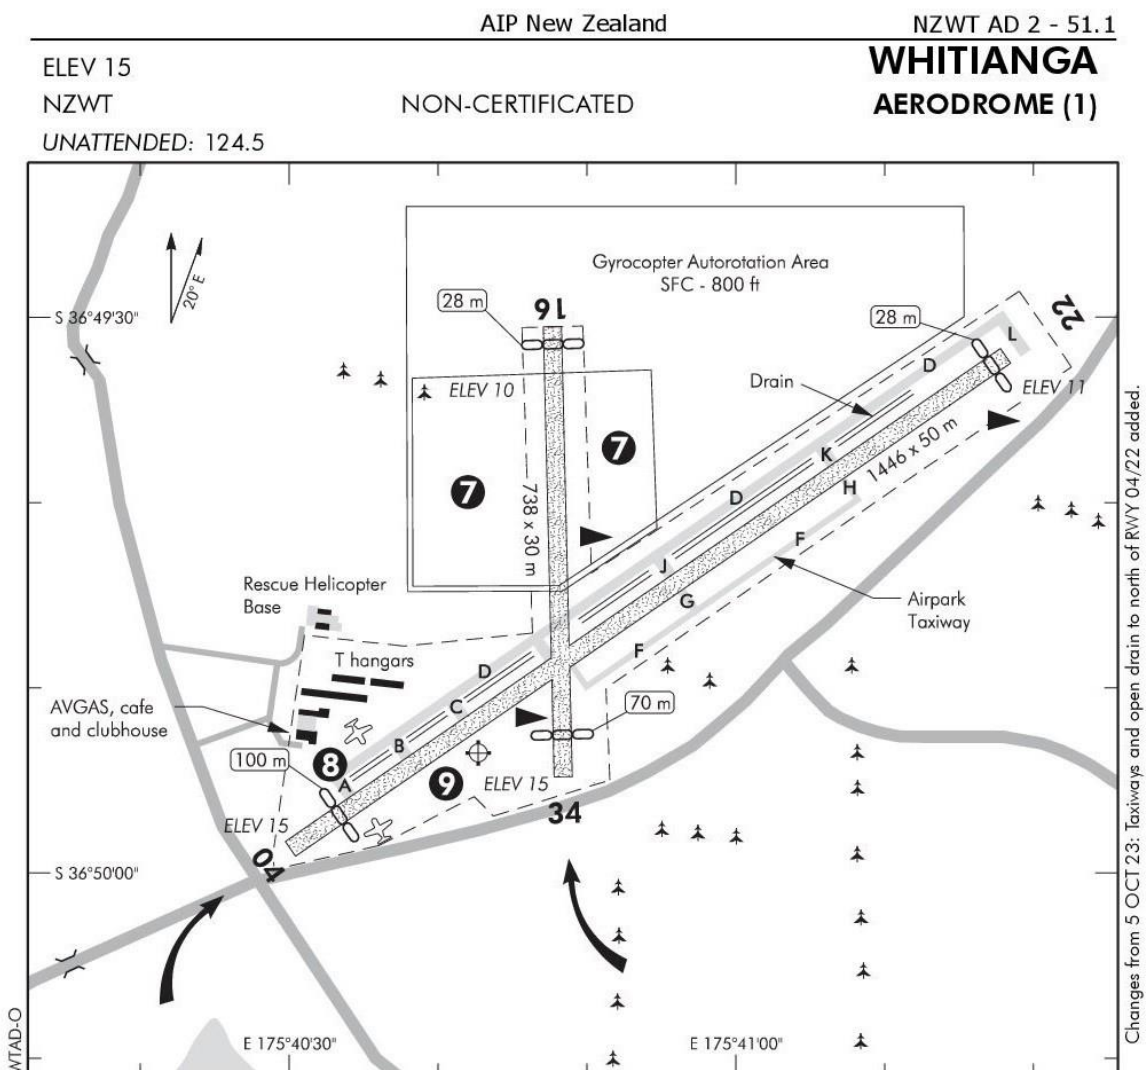 AIP New Zealand
NZWT AD 2 - 51.1
ELEV 15
WHITIANGA
NZWT
NON-CERTIFICATED
AERODROME (1)
UNATTENDED: 124.5
20° E
S 36°49'30"
Gyrocopter Autorotation Area
SFC - 800 ft
28 m
16
28 m
22
L
D
ELEV 11
Drain
ELEV 10
7
7
K
1446 x 50 m
H
D
738 x 30 m
F
J
Airpark
Taxiway
G
F
Rescue Helicopter
Base
T hangars
D
C
70 m
AVGAS, cafe
and clubhouse
B
100 m
8
A
9
ELEV 15
34
ELEV 15
04
S 36°50'00"
E 175°40'30"
E 175°41'00"
WTAD-O
Changes from 5 OCT 23: Taxiways and open drain to north of RWY 04/22 added.